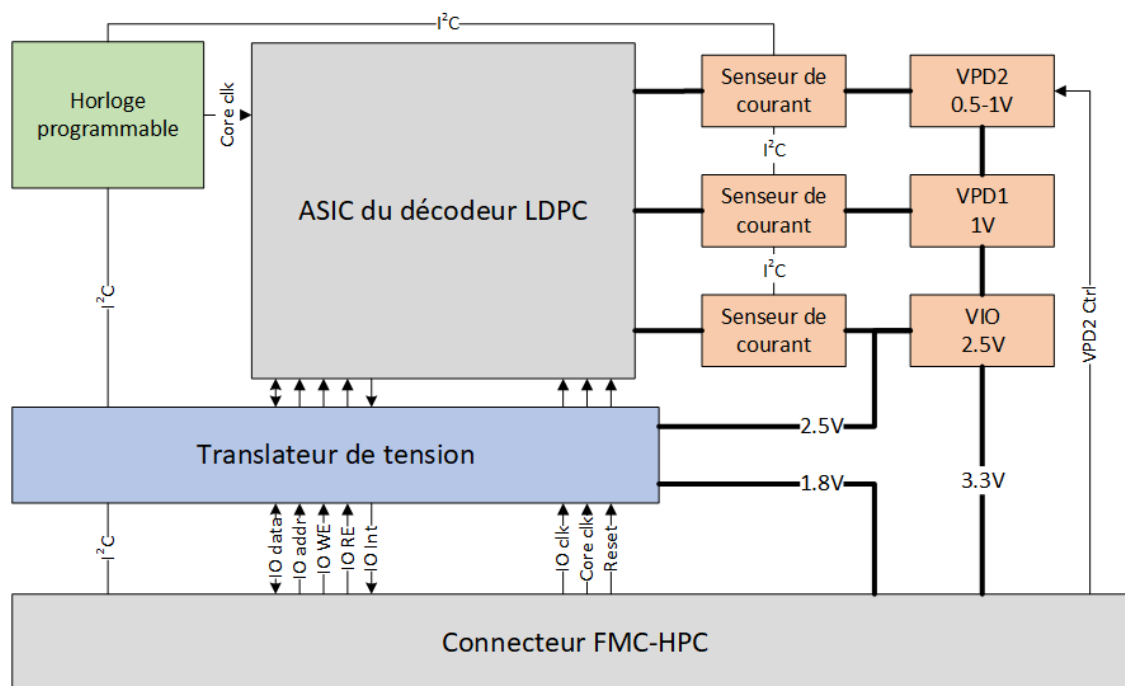 I²C
Horloge
programmable
Core clk
ASIC du décodeur LDPC
Senseur de
courant
VPD2
0.5-1V
I²C
Senseur de
courant
VPD1
1V
I²C
Senseur de
courant
VIO
2.5V
I²C
VPD2 Ctrl
Translateur de tension
2.5V
1.8V
3.3V
I²C
IO data
IO addr
IO WE
IO RE
IO Int
IO clk
Core clk
Reset
Connecteur FMC-HPC